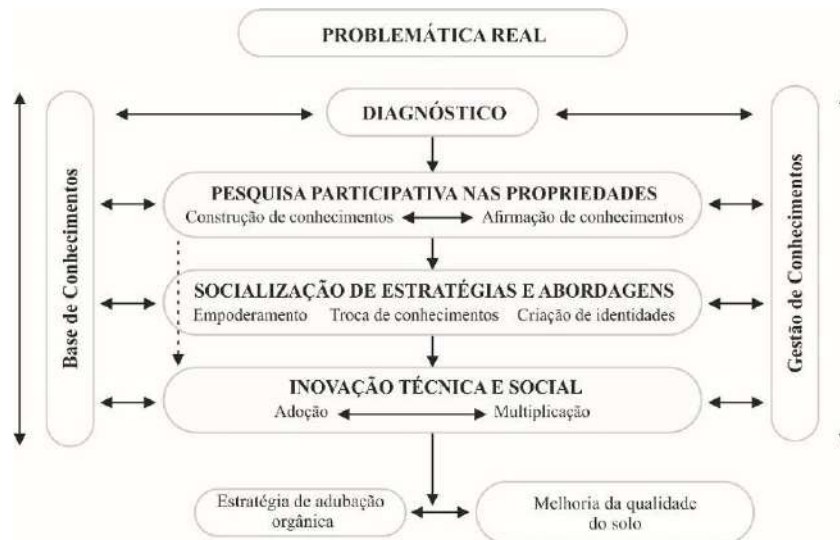 PROBLEMÁTICA REAL
DIAGNÓSTICO
Base de Conhecimentos
Gestão de Conhecimentos
PESQUISA PARTICIPATIVA NAS PROPRIEDADES
Construção de conhecimentos Afirmação de conhecimentos
SOCIALIZAÇÃO DE ESTRATÉGIAS E ABORDAGENS
Empoderamento Troca de conhecimentos Criação de identidades
INOVAÇÃO TÉCNICA E SOCIAL
Adoção Multiplicação
Estratégia de adubação
orgânica
Melhoria da qualidade
do solo